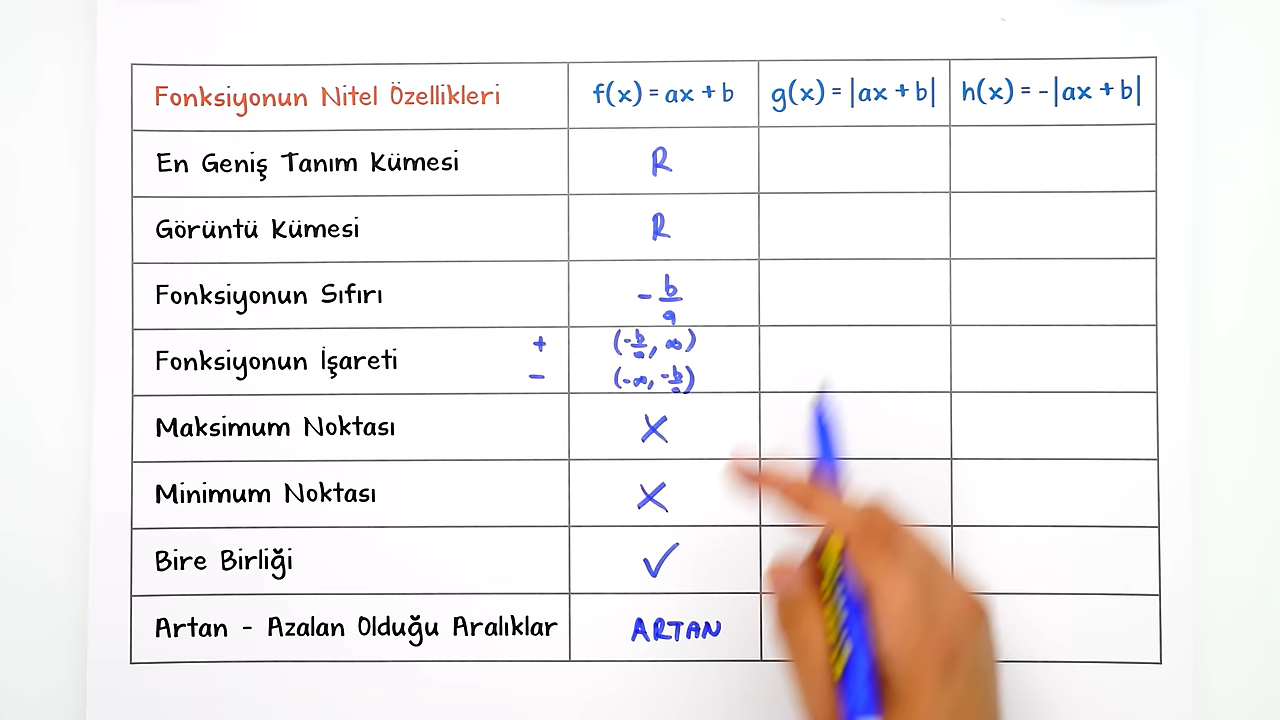 Fonksiyonun Nitel Özellikleri f(x) = ax + b g(x) = |ax + b| h(x) = -|ax + b|
En Geniş Tanım Kümesi R
Görüntü Kümesi R
Fonksiyonun Sıfırı -b/a
Fonksiyonun İşareti + (-b/a, ∞)
- (-∞, -b/a)
Maksimum Noktası X
Minimum Noktası X
Bire Birliği ✓
Artan - Azalan Olduğu Aralıklar ARTAN